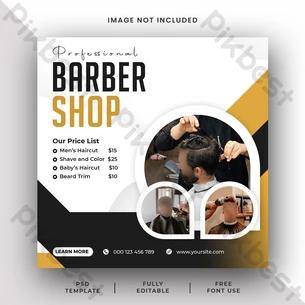 IMAGE NOT INCLUDED
Professional
BARBER
SHOP
Our Price List
Men's Haircut $15
Shave and Color $25
Baby's Haircut $10
Beard Trim $10
LEARN MORE
000 123 456 789
www.yoursite.com
PSD
TEMPLATE
FULLY
EDITABLE
FREE
FONT USE
Pikbest